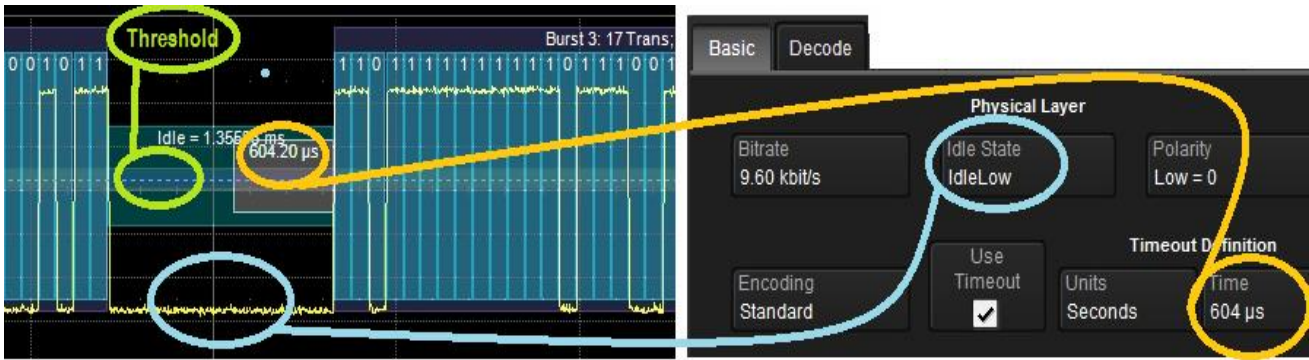 Threshold
Burst 3: 17 Trans;
0 0 1 0 1 1
1 1 0 1 1 1 1 1 1 1 1 1 1 0 1 1 1 0 0 1
604.20 µs
Basic
Decode
Physical Layer
Bitrate
9.60 kbit/s
Idle State
IdleLow
Polarity
Low = 0
Timeout Definition
Encoding
Standard
Use
Timeout
Units
Seconds
Time
604 µs